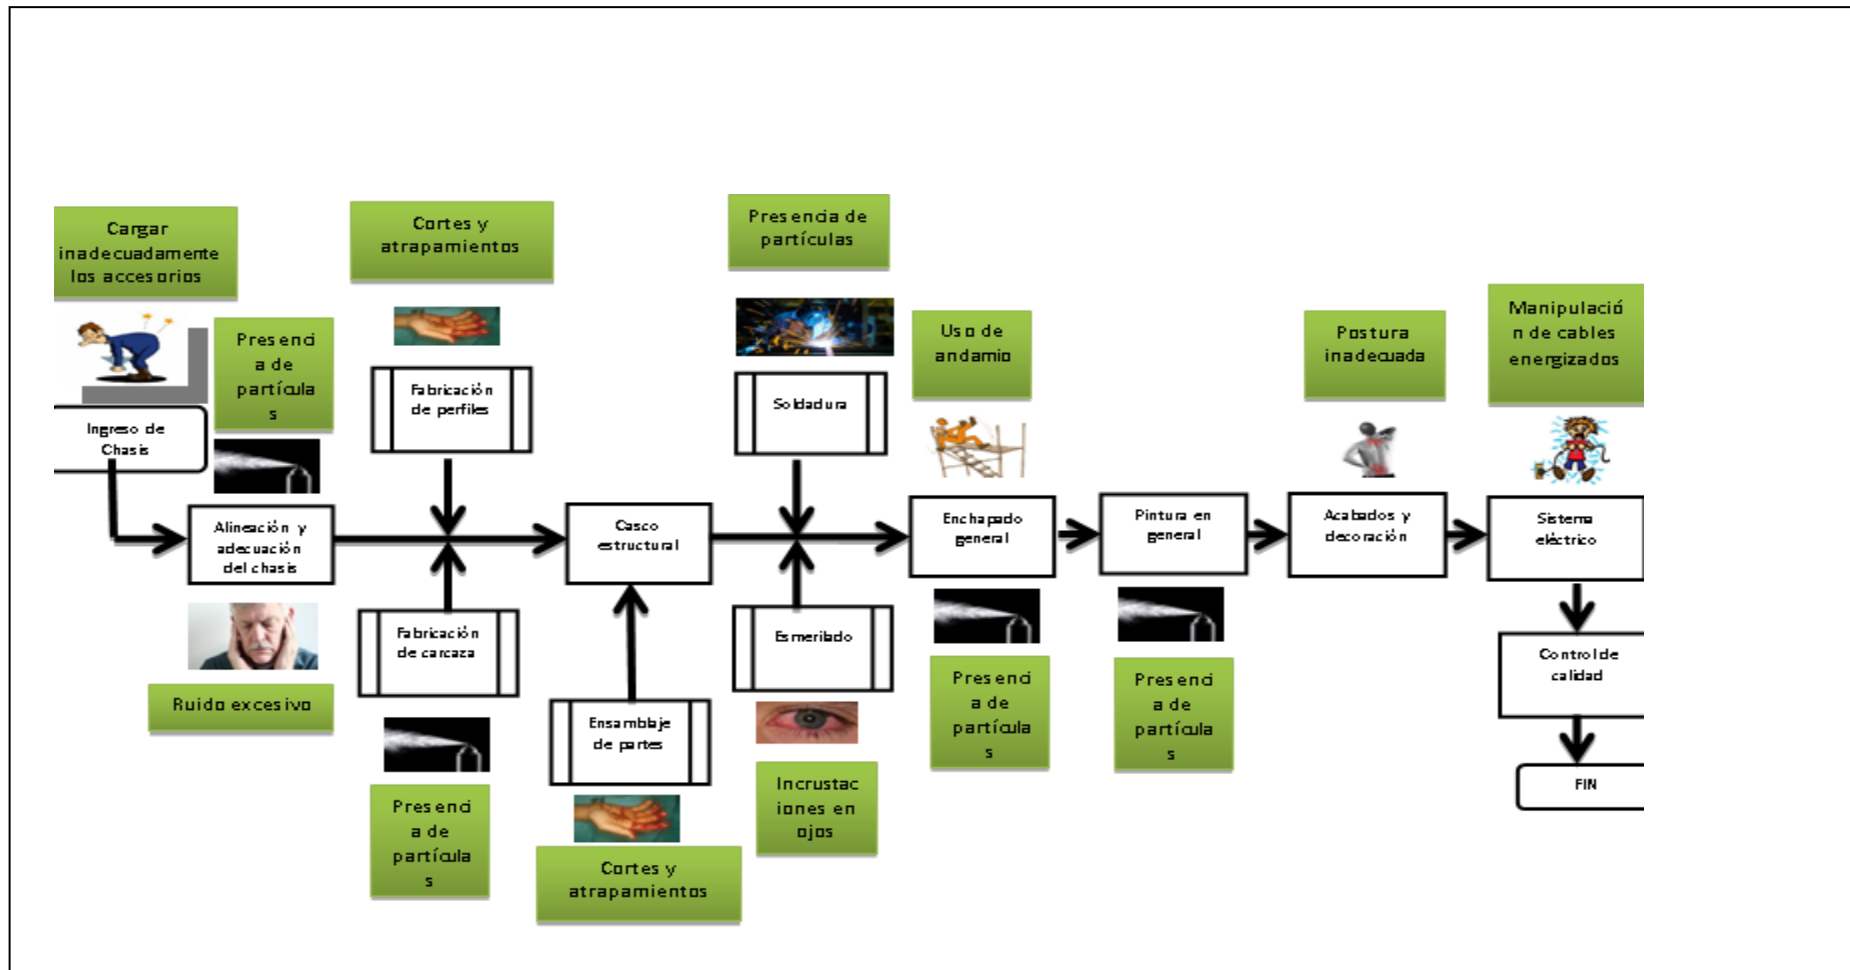 Cargar
inadecuadamente
los accesorios
Presenci
a de
partícula
s
Cortes y
atrapamientos
Presencia de
partículas
Uso de
andamio
Postura
inadecuada
Manipulació
n de cables
energizados
Ingreso de
Chasis
Fabricación
de perfiles
Soldadura
Alineación y
adecuación
del chasis
Casco
estructural
Enchapado
general
Pintura en
general
Acabados y
decoración
Sistema
eléctrico
Fabricación
de carcaza
Esmerilado
Control de
calidad
Ruido excesivo
Ensamblaje
de partes
Presenci
a de
partícula
s
Presenci
a de
partícula
s
FIN
Presenci
a de
partícula
s
Incrustac
iones en
ojos
Cortes y
atrapamientos